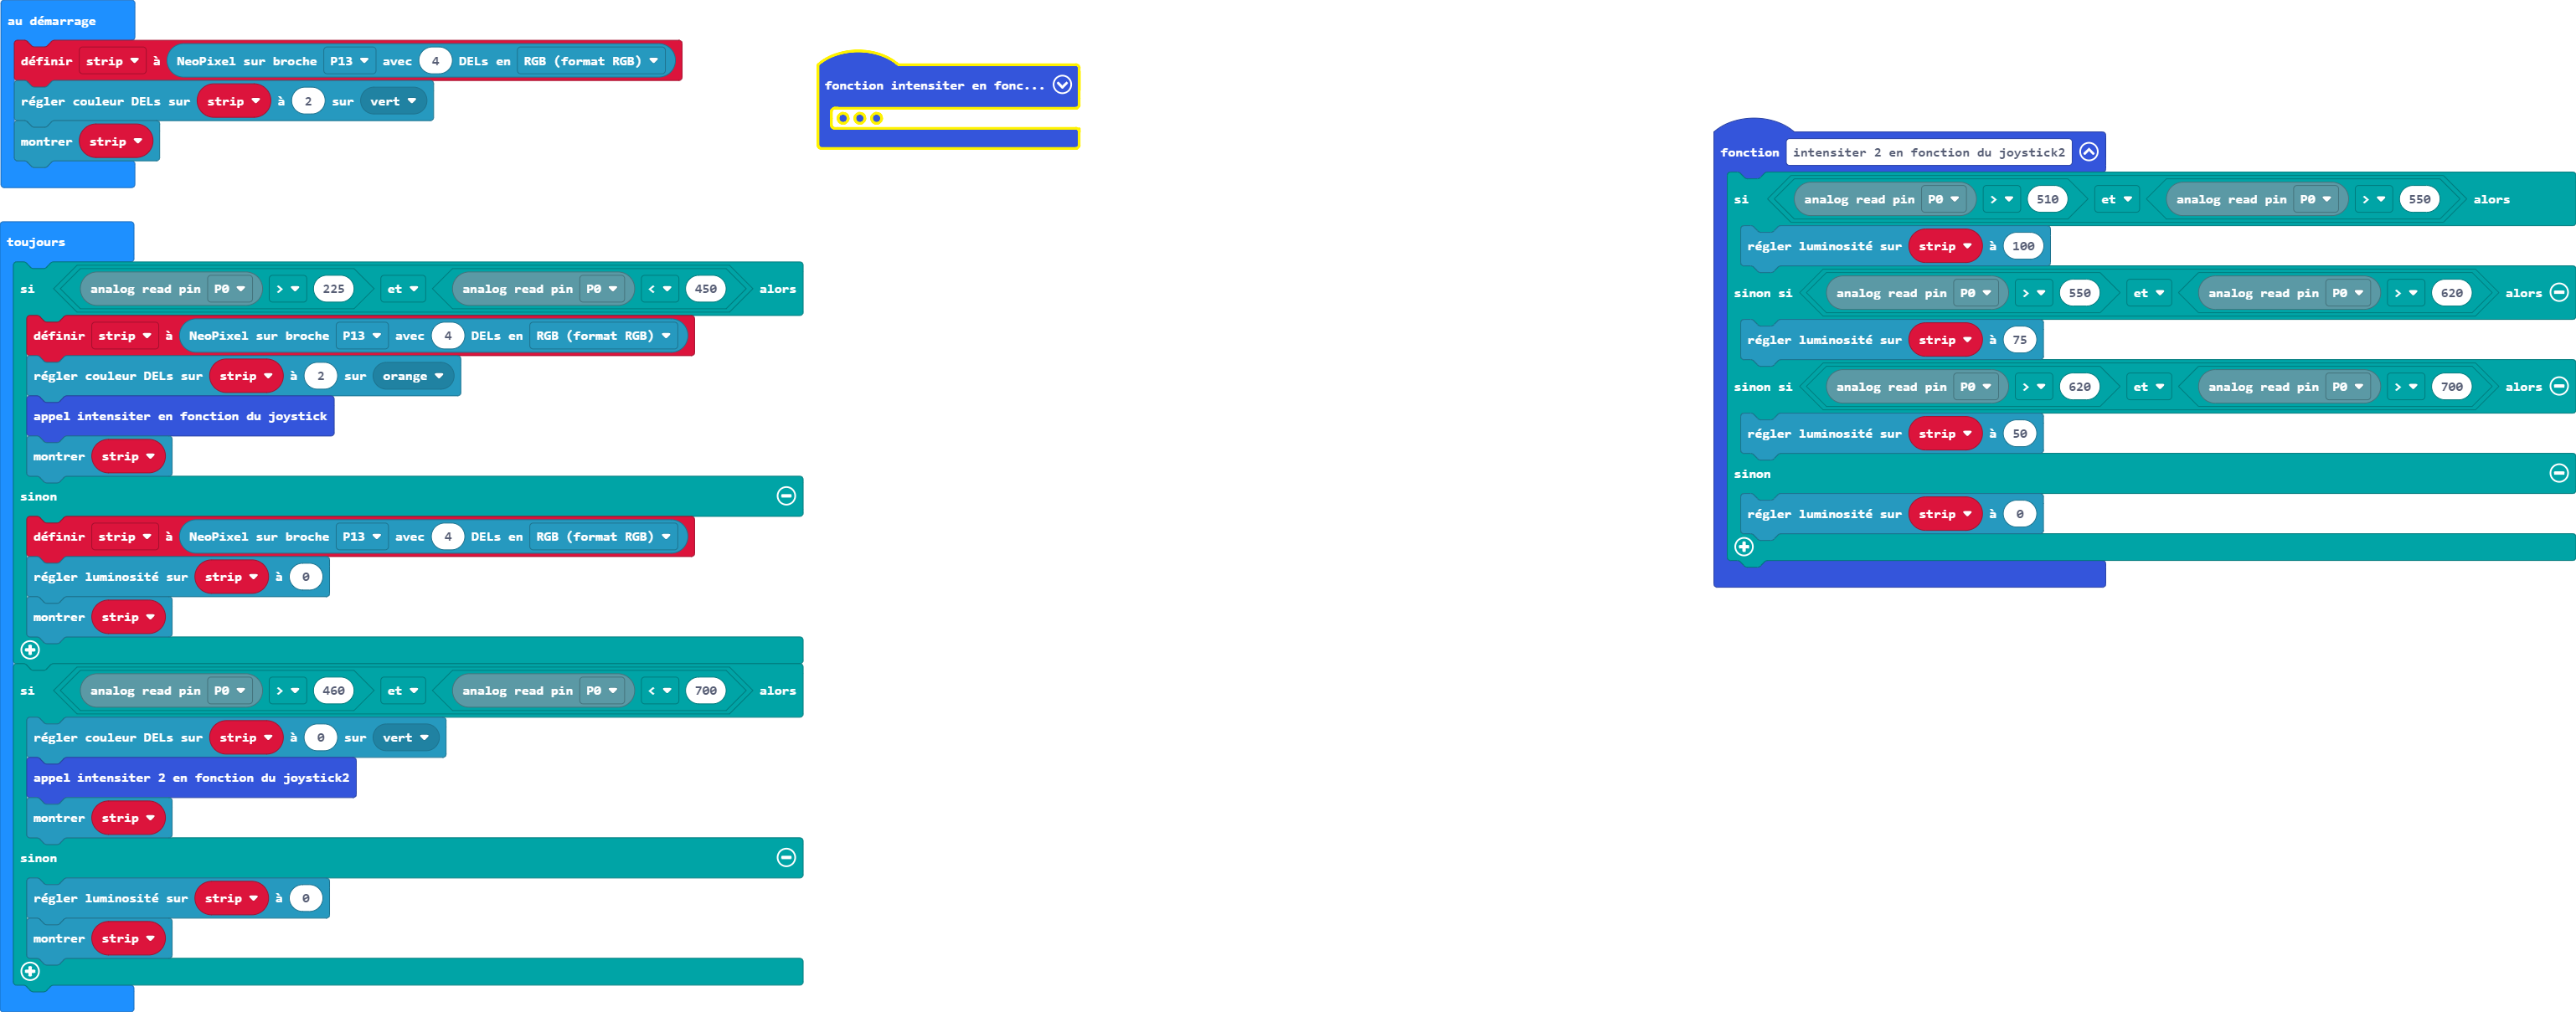 au démarrage
définir strip à NeoPixel sur broche P13 avec 4 DELs en RGB (format RGB)
régler couleur DELs sur strip à 2 sur vert
montrer strip
toujours
si analog read pin P0 > 225 et analog read pin P0 < 450 alors
définir strip à NeoPixel sur broche P13 avec 4 DELs en RGB (format RGB)
régler couleur DELs sur strip à 2 sur orange
appel intensiter en fonction du joystick
montrer strip
sinon
définir strip à NeoPixel sur broche P13 avec 4 DELs en RGB (format RGB)
régler luminosité sur strip à 0
montrer strip
si analog read pin P0 > 460 et analog read pin P0 < 700 alors
régler couleur DELs sur strip à 0 sur vert
appel intensiter 2 en fonction du joystick2
montrer strip
sinon
régler luminosité sur strip à 0
montrer strip
fonction intensiter en fonc...
fonction intensiter 2 en fonction du joystick2
si analog read pin P0 > 510 et analog read pin P0 > 550 alors
régler luminosité sur strip à 100
sinon si analog read pin P0 > 550 et analog read pin P0 > 620 alors
régler luminosité sur strip à 75
sinon si analog read pin P0 > 620 et analog read pin P0 > 700 alors
régler luminosité sur strip à 50
sinon
régler luminosité sur strip à 0